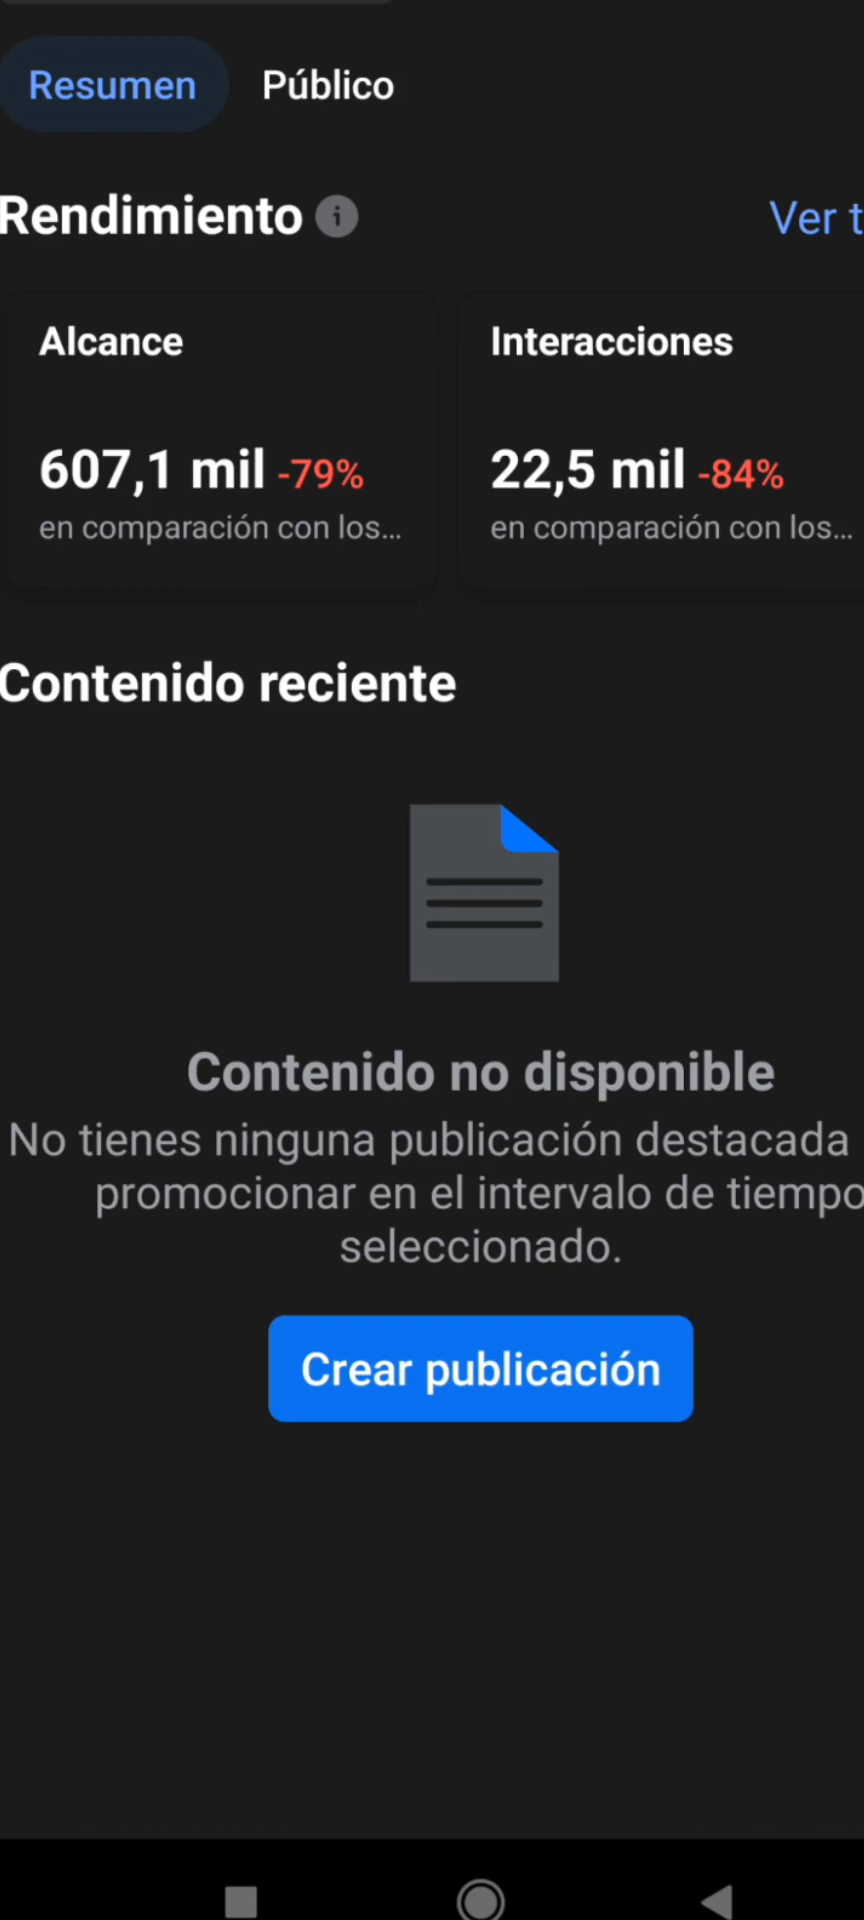 Resumen Público
Rendimiento
Ver t
Alcance
Interacciones
607,1 mil -79%
22,5 mil -84%
en comparación con los...
en comparación con los...
Contenido reciente
Contenido no disponible
No tienes ninguna publicación destacada
promocionar en el intervalo de tiempo
seleccionado.
Crear publicación